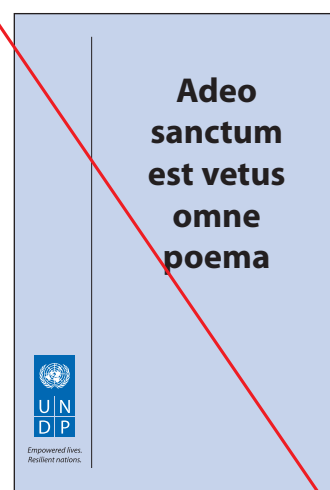 Adeo
sanctum
est vetus
omne
poema
U N
D P
Empowered lives.
Resilient nations.